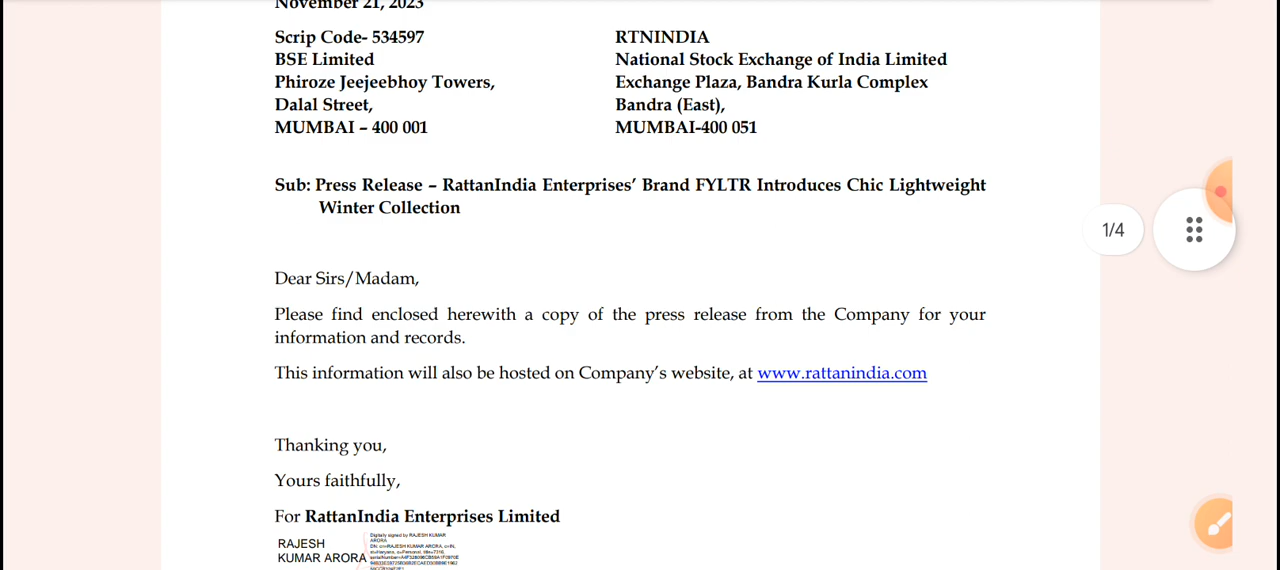 November 21, 2023
Scrip Code- 534597
BSE Limited
Phiroze Jeejeebhoy Towers,
Dalal Street,
MUMBAI – 400 001
RTNINDIA
National Stock Exchange of India Limited
Exchange Plaza, Bandra Kurla Complex
Bandra (East),
MUMBAI-400 051
Sub: Press Release – RattanIndia Enterprises’ Brand FYLTR Introduces Chic Lightweight
Winter Collection
1/4
Dear Sirs/Madam,
Please find enclosed herewith a copy of the press release from the Company for your
information and records.
This information will also be hosted on Company’s website, at www.rattanindia.com
Thanking you,
Yours faithfully,
For RattanIndia Enterprises Limited
RAJESH
KUMAR ARORA
Digitally signed by RAJESH KUMAR
ARORA